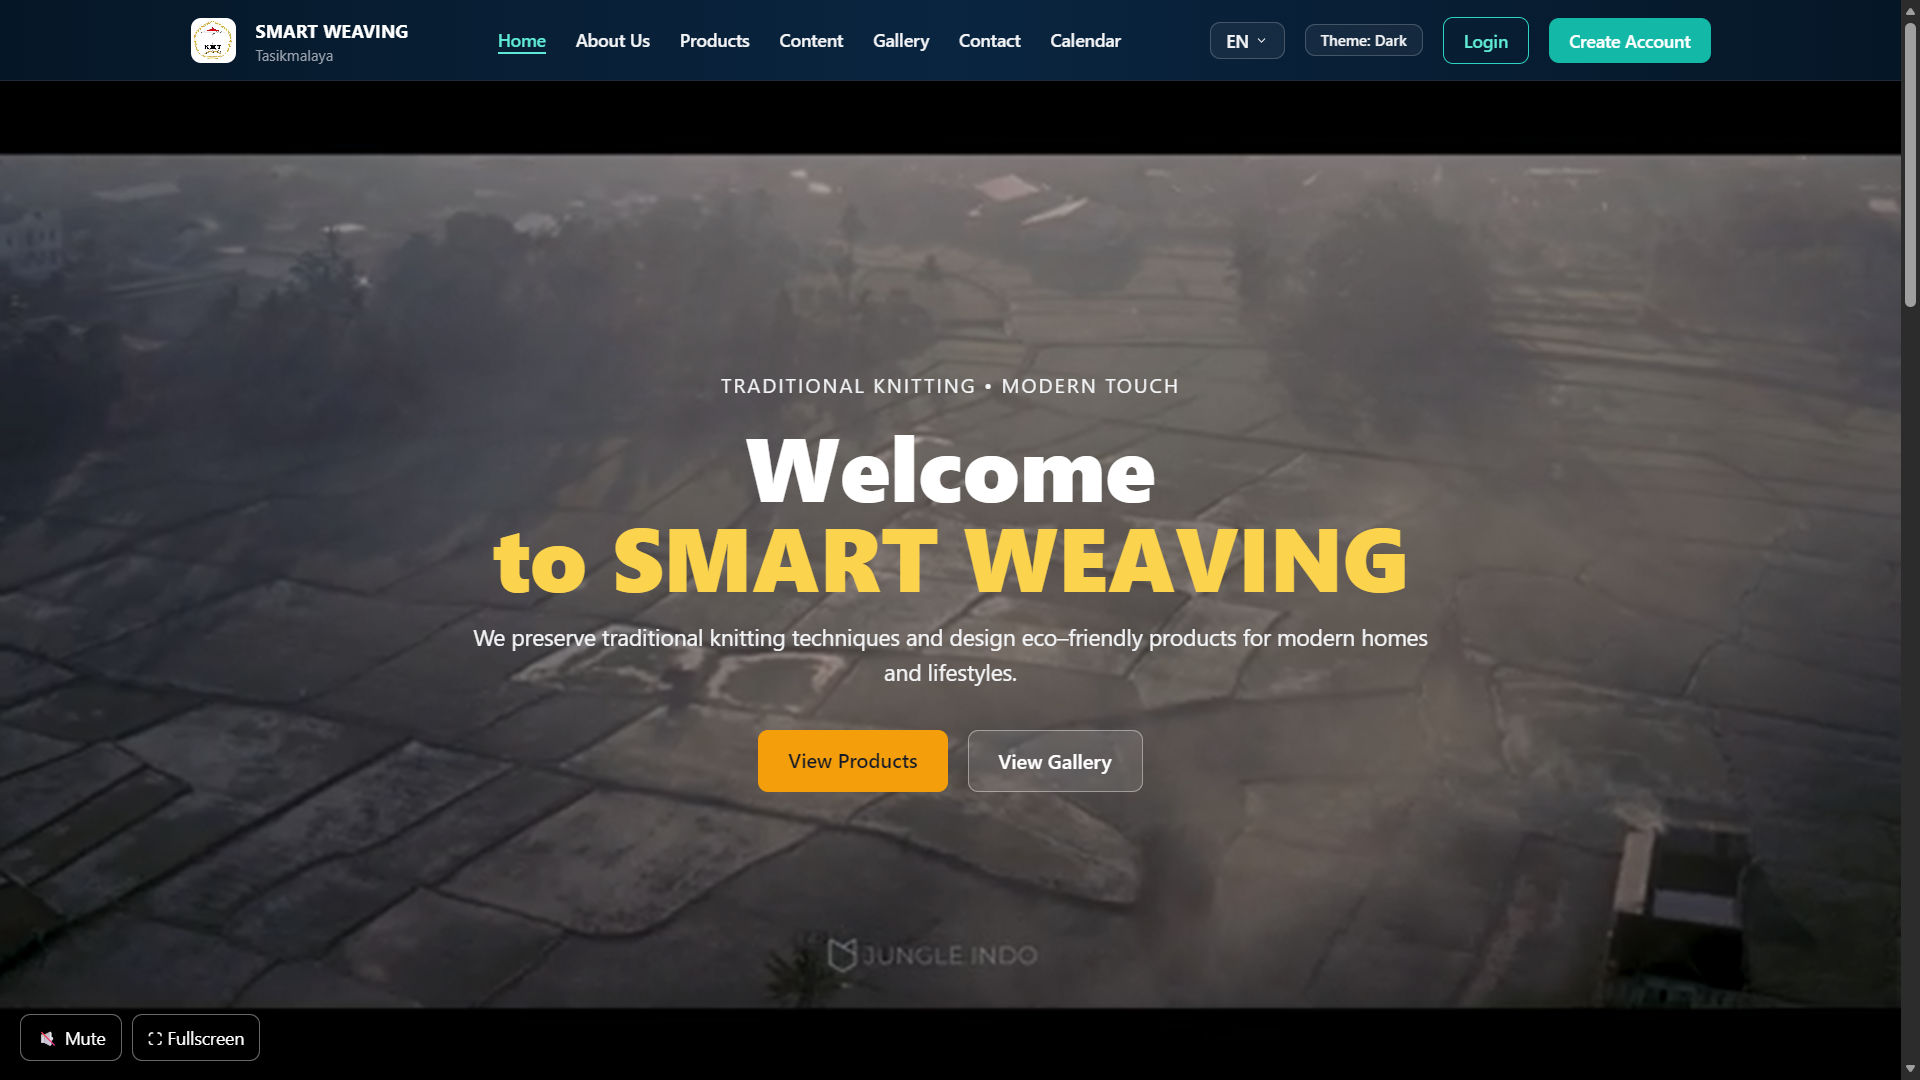 SMART WEAVING
Tasikmalaya
Home About Us Products Content Gallery Contact Calendar
EN
Theme: Dark
Login
Create Account
TRADITIONAL KNITTING • MODERN TOUCH
Welcome
to SMART WEAVING
We preserve traditional knitting techniques and design eco–friendly products for modern homes
and lifestyles.
View Products
View Gallery
JUNGLE INDO
Mute
Fullscreen